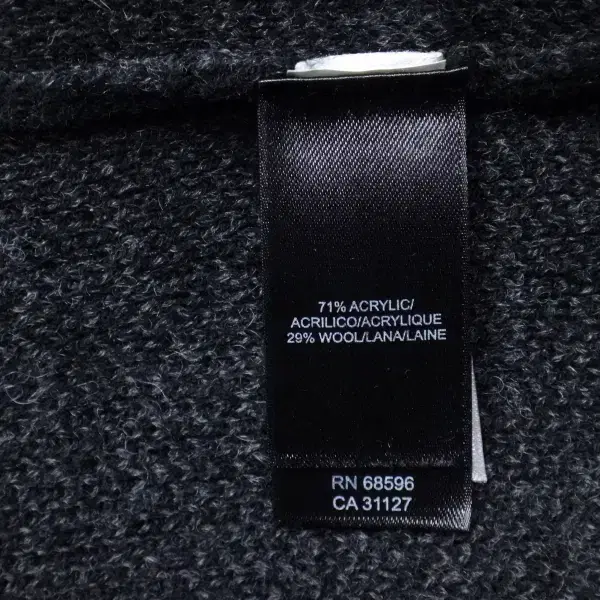 71% ACRYLIC/
ACRILICO/ACRYLIQUE
29% WOOL/LANA/LAINE
RN 68596
CA 31127